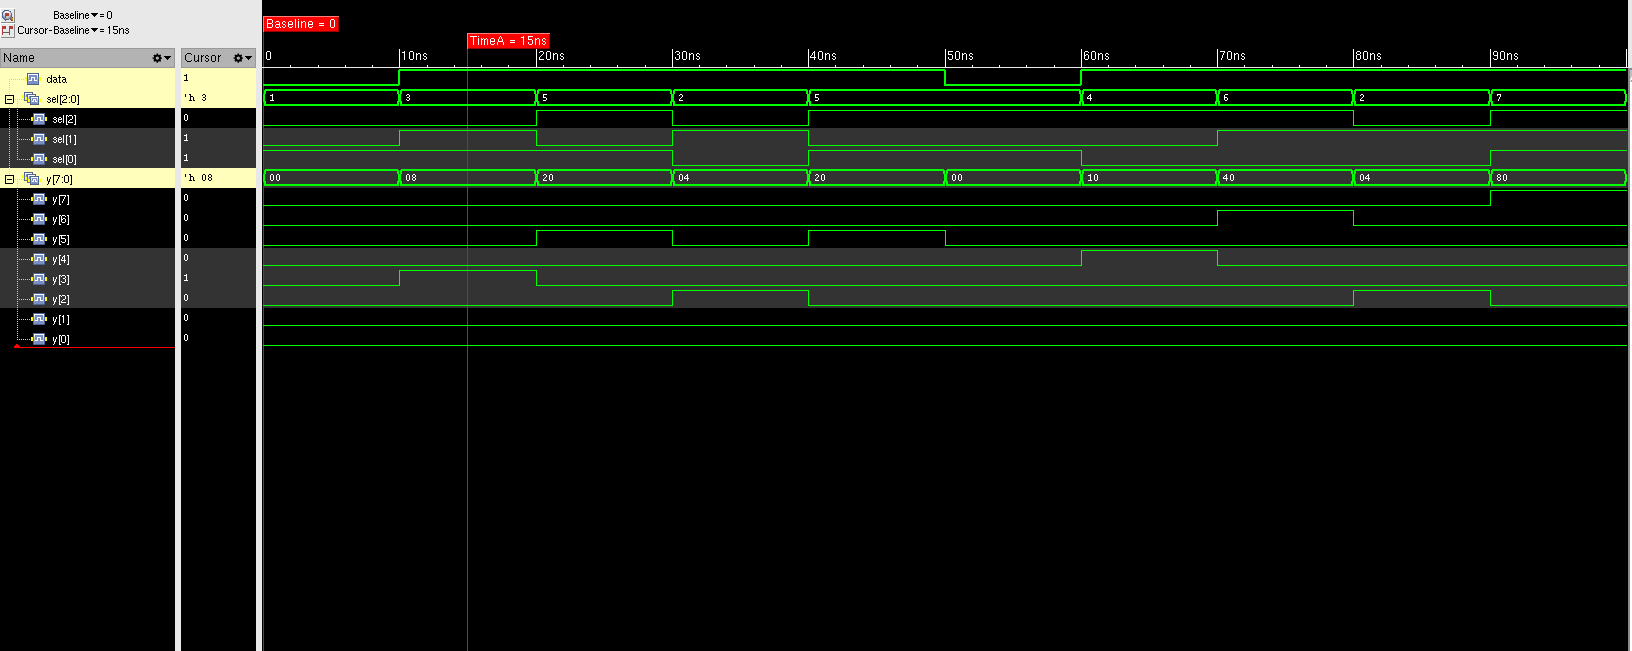 Baseline▼=0
Cursor-Baseline▼=15ns
Baseline = 0
TimeA = 15ns
Name Cursor 0 10ns 20ns 30ns 40ns 50ns 60ns 70ns 80ns 90ns
data 1
sel[2:0] 'h 3 1 3 5 2 5 4 6 2 7
sel[2] 0
sel[1] 1
sel[0] 1
y[7:0] 'h 08 00 08 20 04 20 00 10 40 04 80
y[7] 0
y[6] 0
y[5] 0
y[4] 0
y[3] 1
y[2] 0
y[1] 0
y[0] 0